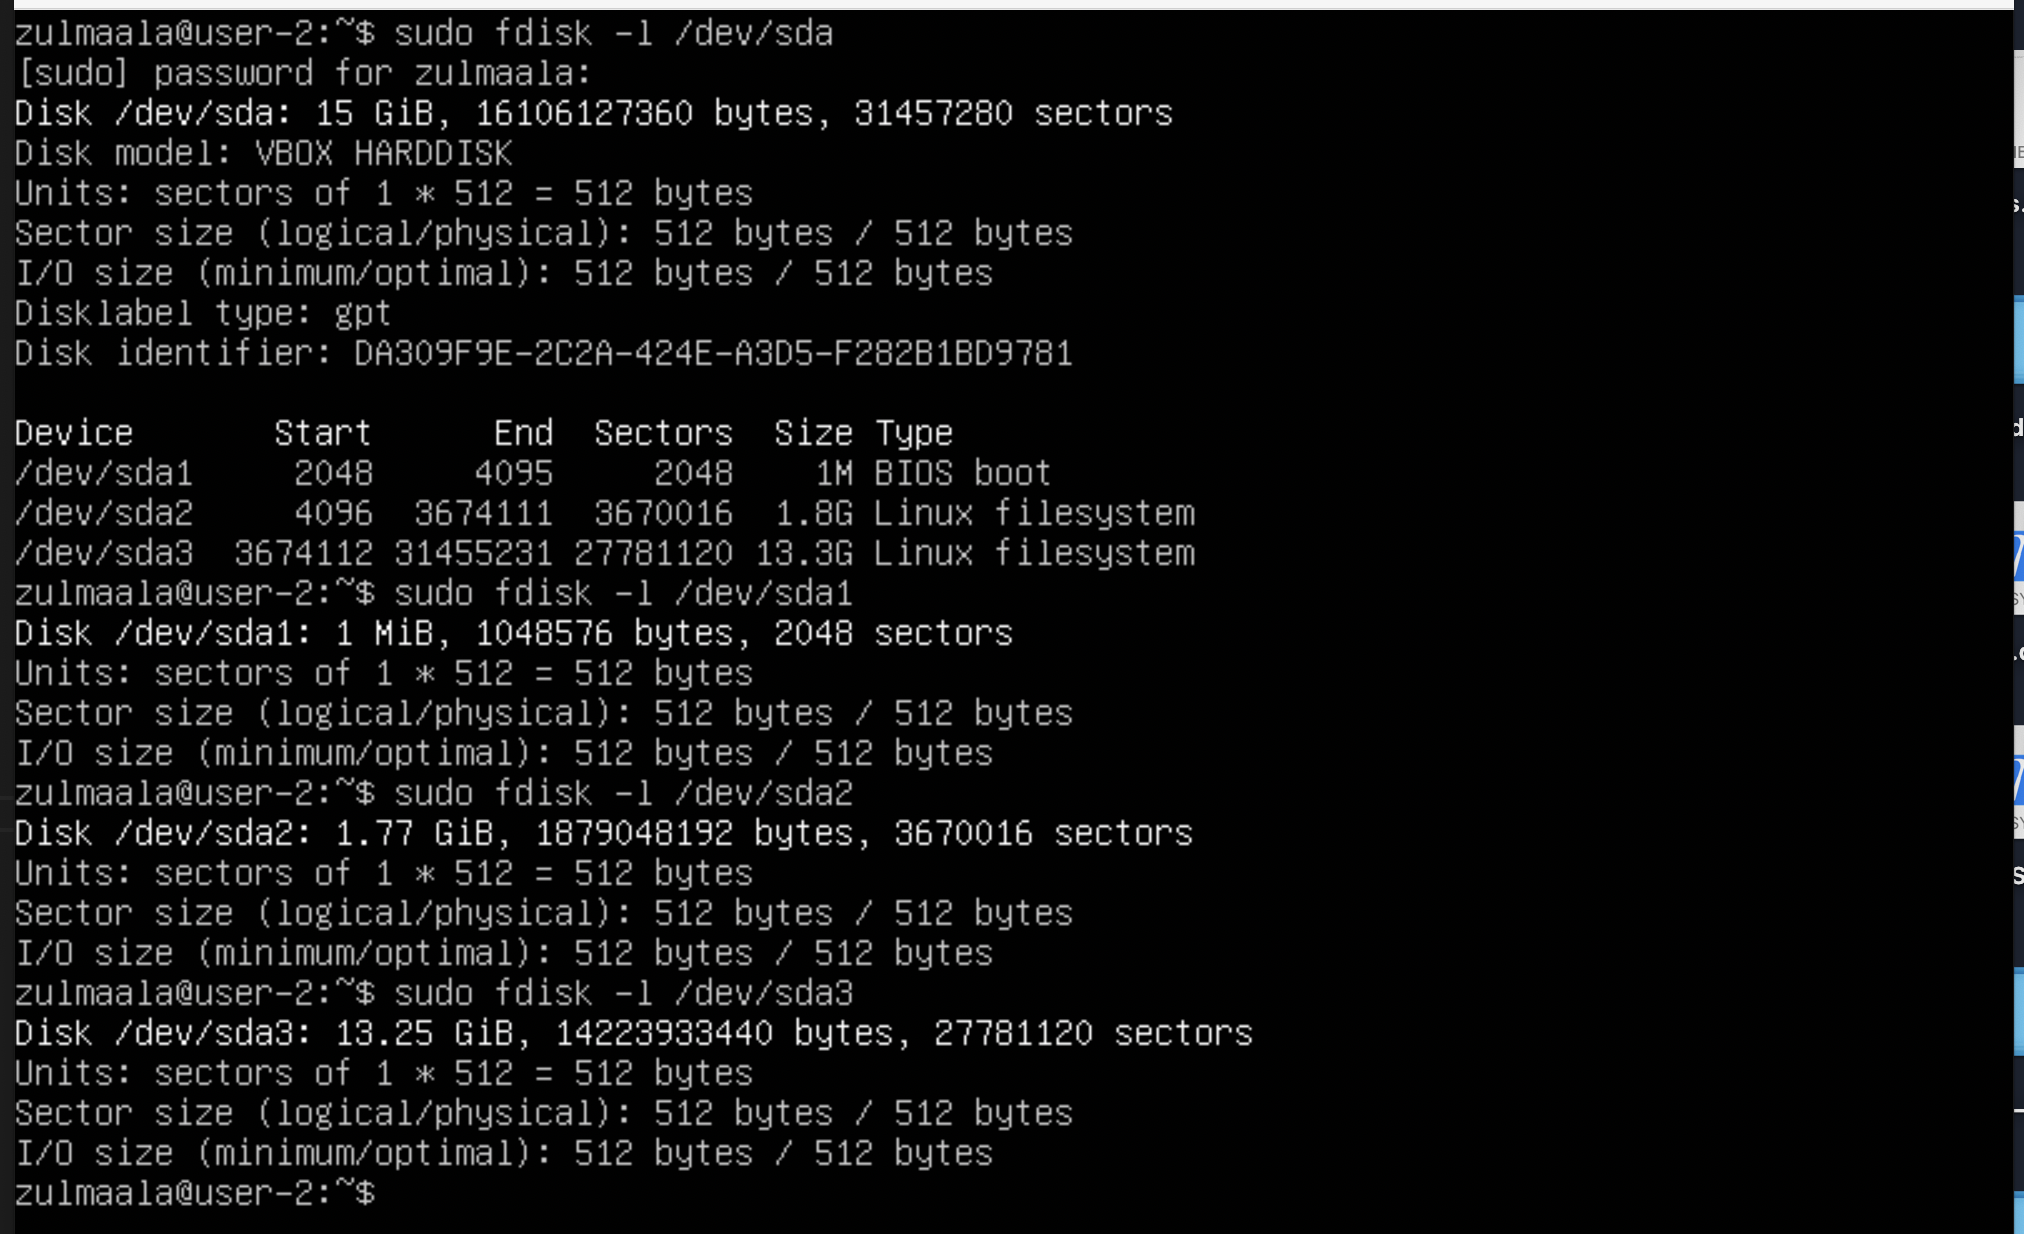 zulmaala@user-2:~$ sudo fdisk -l /dev/sda
[sudo] password for zulmaala:
Disk /dev/sda: 15 GiB, 16106127360 bytes, 31457280 sectors
Disk model: VBOX HARDDISK
Units: sectors of 1 * 512 = 512 bytes
Sector size (logical/physical): 512 bytes / 512 bytes
I/O size (minimum/optimal): 512 bytes / 512 bytes
Disklabel type: gpt
Disk identifier: DA309F9E-2C2A-424E-A3D5-F282B1BD9781

Device       Start      End  Sectors  Size Type
/dev/sda1     2048     4095     2048    1M BIOS boot
/dev/sda2     4096  3674111  3670016  1.8G Linux filesystem
/dev/sda3  3674112 31455231 27781120 13.3G Linux filesystem
zulmaala@user-2:~$ sudo fdisk -l /dev/sda1
Disk /dev/sda1: 1 MiB, 1048576 bytes, 2048 sectors
Units: sectors of 1 * 512 = 512 bytes
Sector size (logical/physical): 512 bytes / 512 bytes
I/O size (minimum/optimal): 512 bytes / 512 bytes
zulmaala@user-2:~$ sudo fdisk -l /dev/sda2
Disk /dev/sda2: 1.77 GiB, 1879048192 bytes, 3670016 sectors
Units: sectors of 1 * 512 = 512 bytes
Sector size (logical/physical): 512 bytes / 512 bytes
I/O size (minimum/optimal): 512 bytes / 512 bytes
zulmaala@user-2:~$ sudo fdisk -l /dev/sda3
Disk /dev/sda3: 13.25 GiB, 14223933440 bytes, 27781120 sectors
Units: sectors of 1 * 512 = 512 bytes
Sector size (logical/physical): 512 bytes / 512 bytes
I/O size (minimum/optimal): 512 bytes / 512 bytes
zulmaala@user-2:~$